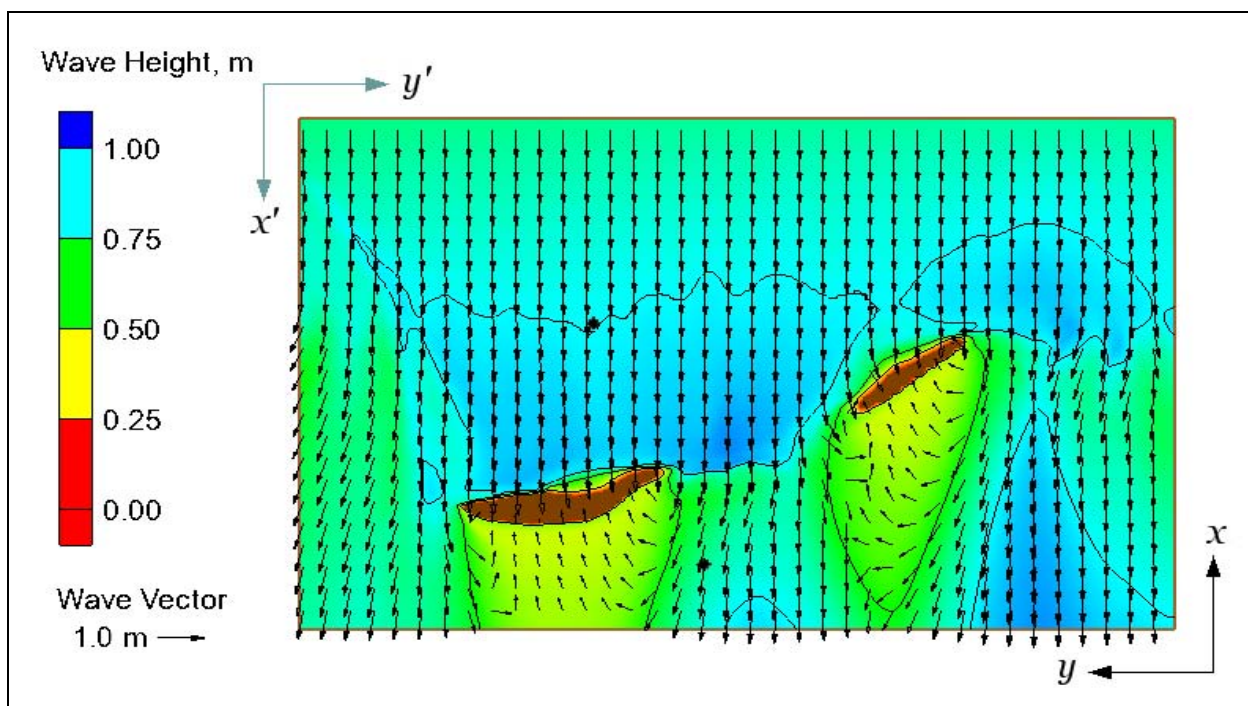 Wave Height, m
1.00
0.75
0.50
0.25
0.00
Wave Vector
1.0 m
y'
x'
x
y